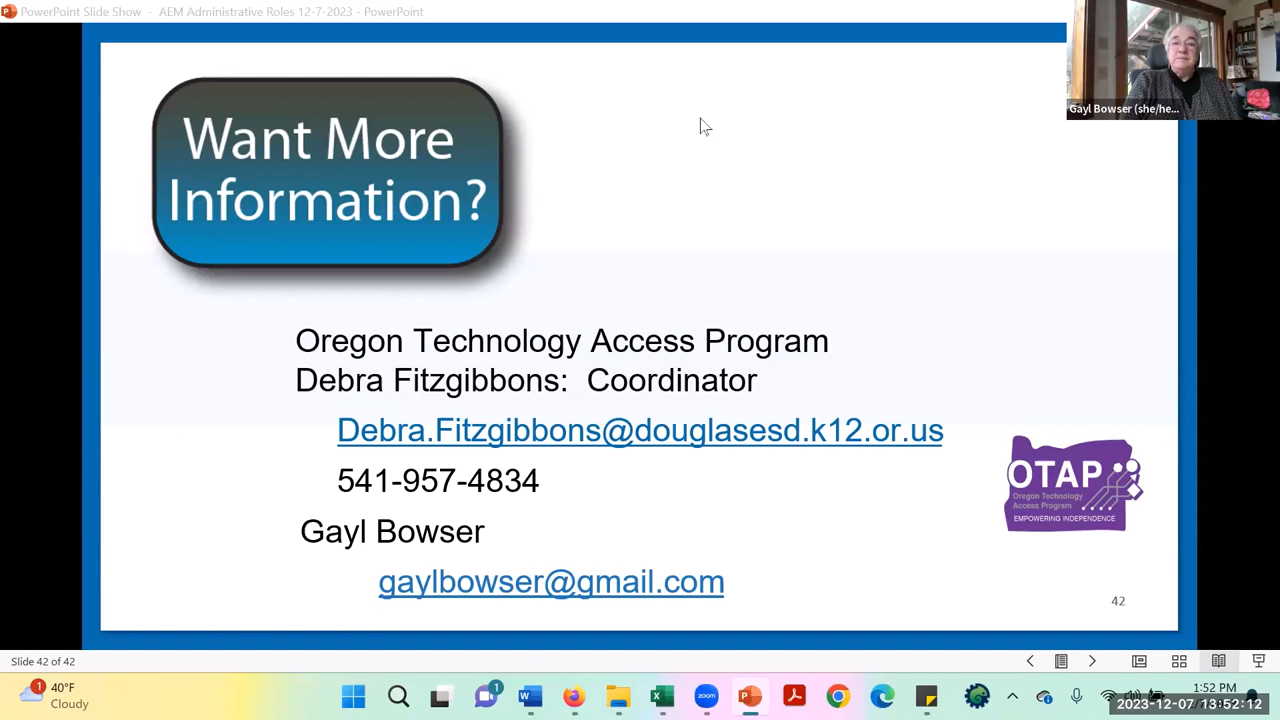 PowerPoint Slide Show - AEM Administrative Roles 12-7-2023 - PowerPoint
Gayl Bowser (she/he...
Want More
Information?
Oregon Technology Access Program
Debra Fitzgibbons: Coordinator
Debra.Fitzgibbons@douglasesd.k12.or.us
541-957-4834
Gayl Bowser
gaylbowser@gmail.com
OTAP
Oregon Technology
Access Program
EMPOWERING INDEPENDENCE
42
Slide 42 of 42
1
40°F
Cloudy
1
zoom
1:52 PM
2023-12-07 13:52:12